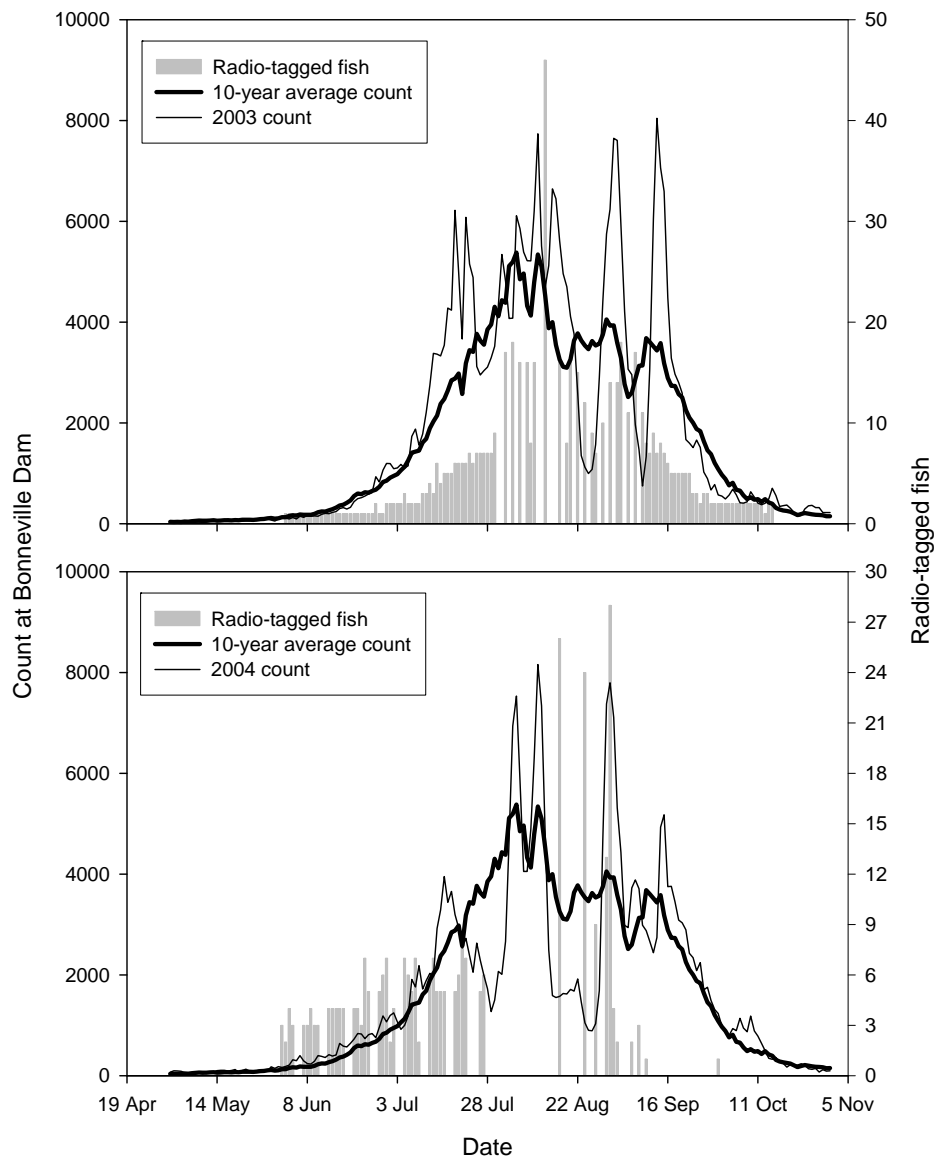 10000
8000
6000
4000
2000
0
50
40
30
20
10
0
Radio-tagged fish
10-year average count
2003 count
10000
8000
6000
4000
2000
0
30
27
24
21
18
15
12
9
6
3
0
Radio-tagged fish
10-year average count
2004 count
Count at Bonneville Dam
Radio-tagged fish
19 Apr 14 May 8 Jun 3 Jul 28 Jul 22 Aug 16 Sep 11 Oct 5 Nov
Date